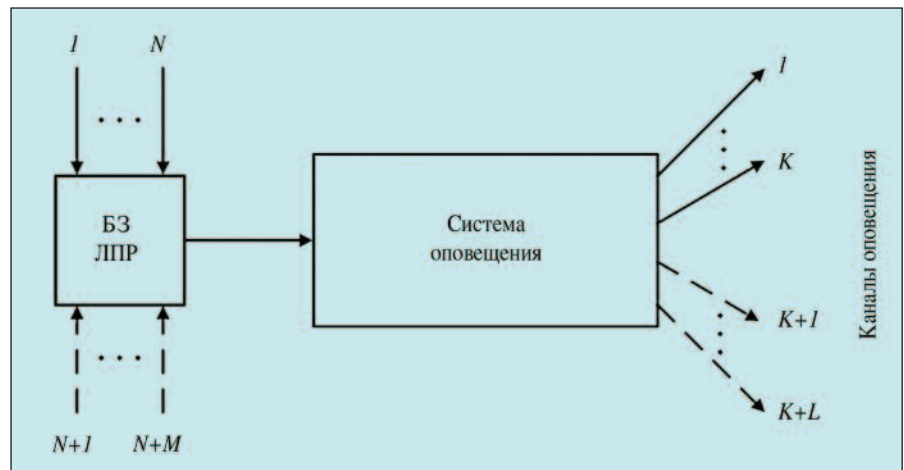 1
N
БЗ
ЛПР
N+1
N+M
Система
оповещения
1
K
K+1
K+L
Каналы оповещения